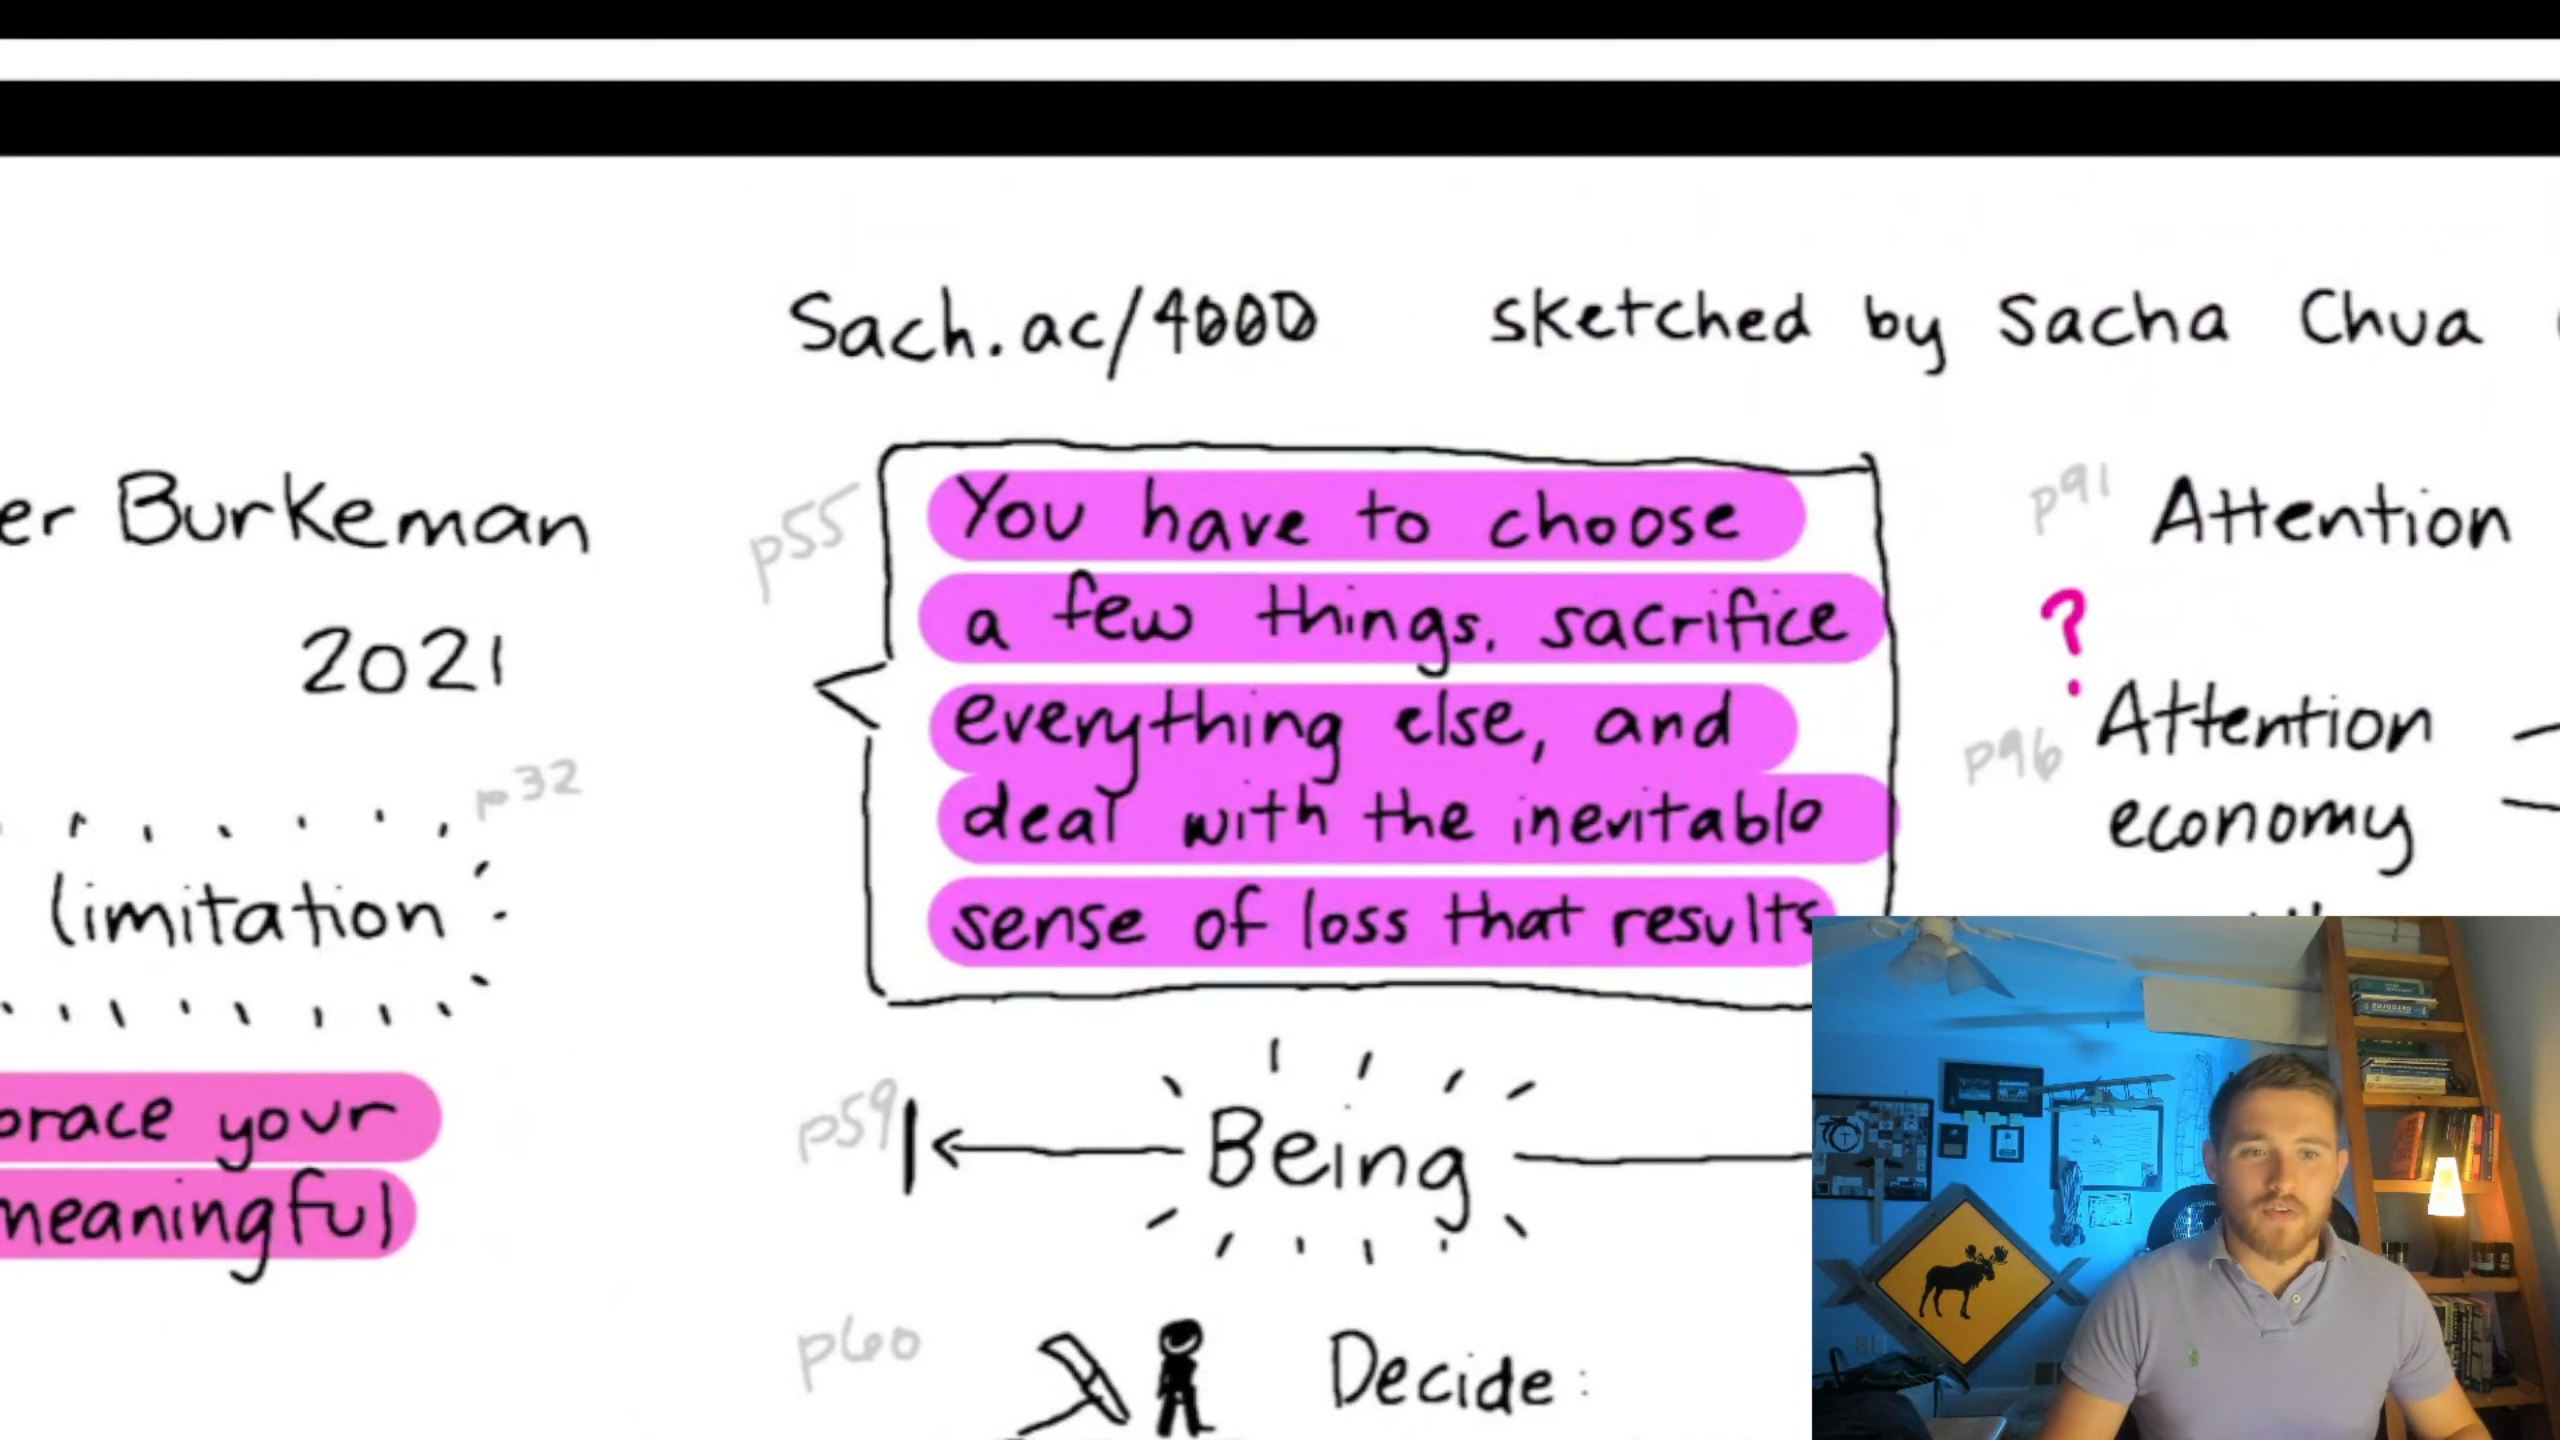 Sach.ac/4000 sketched by Sacha Chua
er Burkeman
2021
p32
limitation
brace your
meaningful
p55
You have to choose
a few things, sacrifice
everything else, and
deal with the inevitable
sense of loss that results
p59
Being
p60
Decide:
p91 Attention
?
p96 Attention
economy